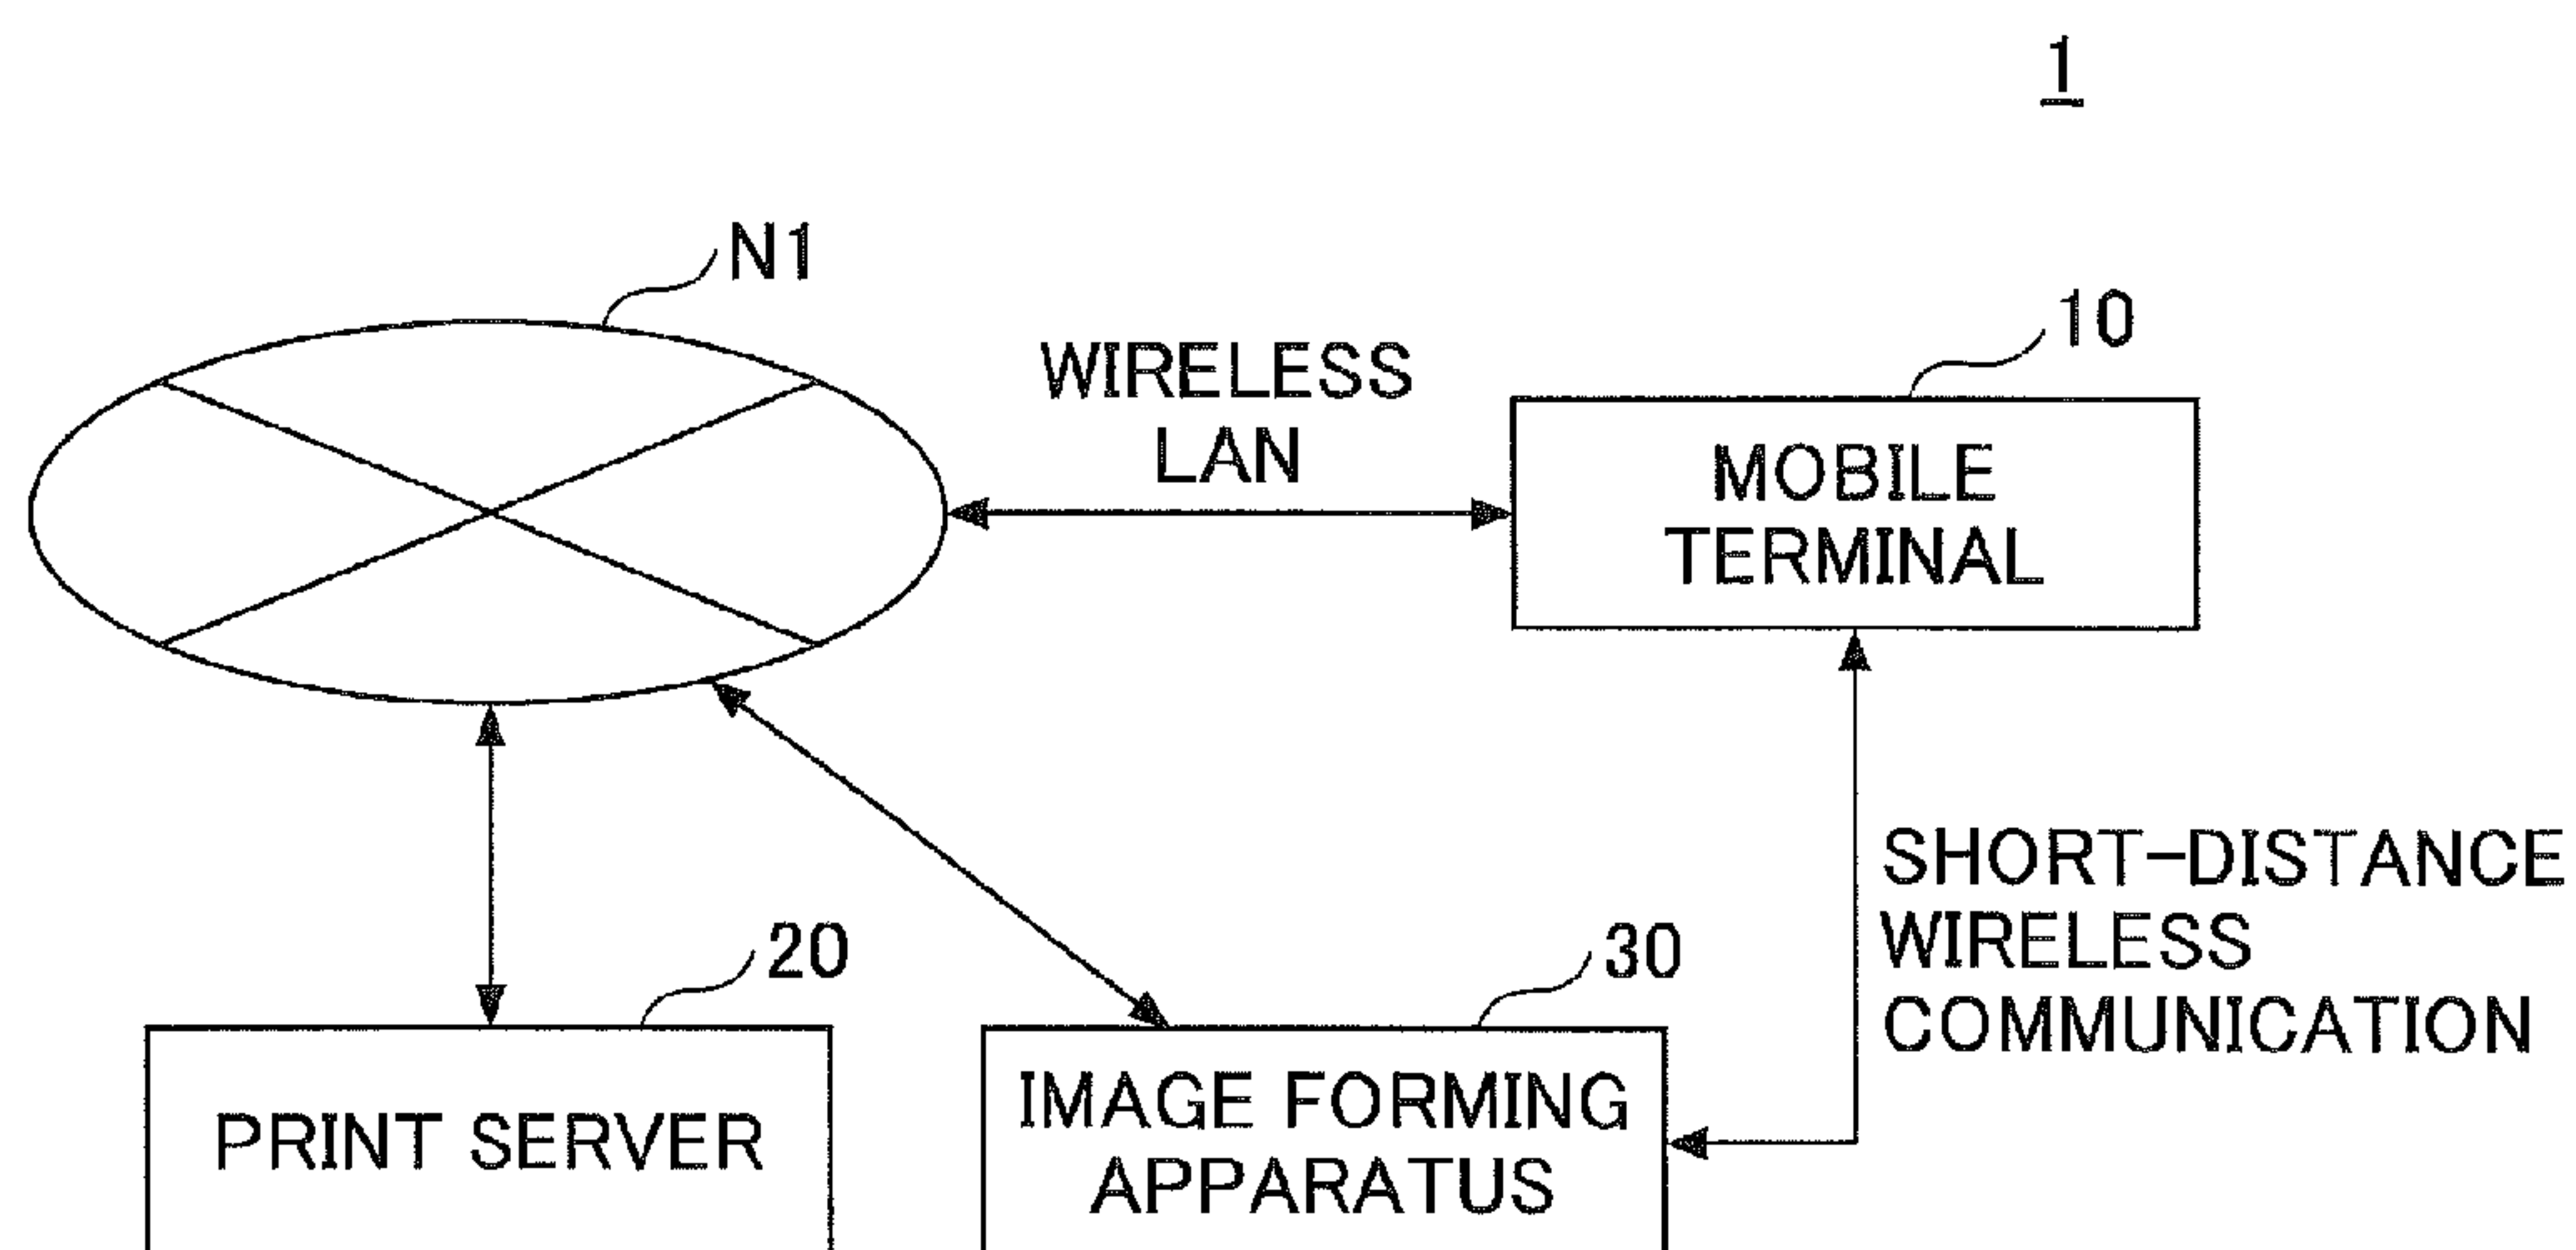 1
N1
10
WIRELESS
LAN
MOBILE
TERMINAL
SHORT-DISTANCE
WIRELESS
COMMUNICATION
20
30
PRINT SERVER
IMAGE FORMING
APPARATUS